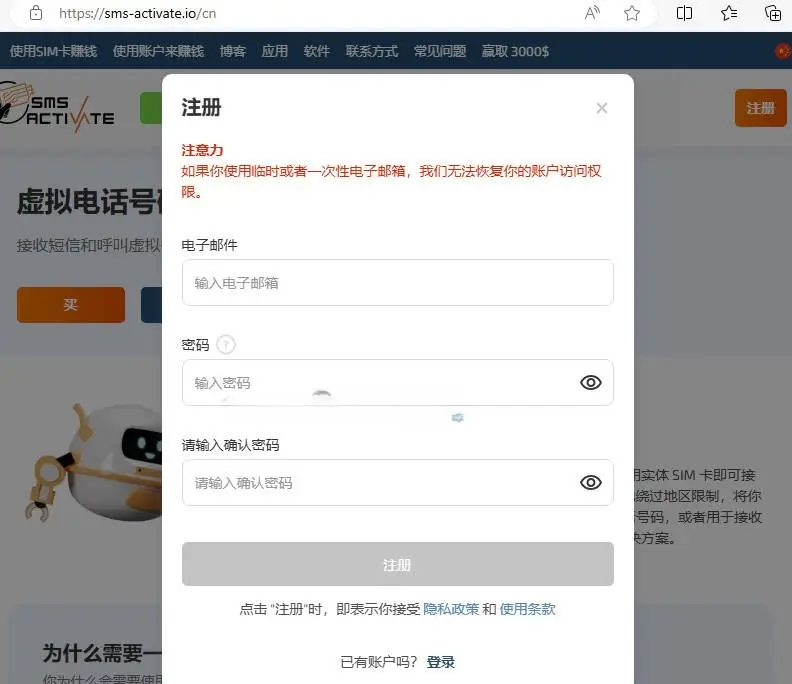 https://sms-activate.io/cn
使用SIM卡赚钱 使用账户来赚钱 博客 应用 软件 联系方式 常见问题 赢取 3000$
SMS
ACTIVATE
注册
注册
注意力
如果你使用临时或者一次性电子邮箱，我们无法恢复你的账户访问权
限。
虚拟电话号
接收短信和呼叫虚拟
买
电子邮件
输入电子邮箱
密码 ?
输入密码
请输入确认密码
请输入确认密码
实体 SIM 卡即可接
绕过地区限制，将你
号码，或者用于接收
方案。
注册
点击 "注册"时，即表示你接受 隐私政策 和 使用条款
为什么需要一
已有账户吗？ 登录
你为什么会需要使用